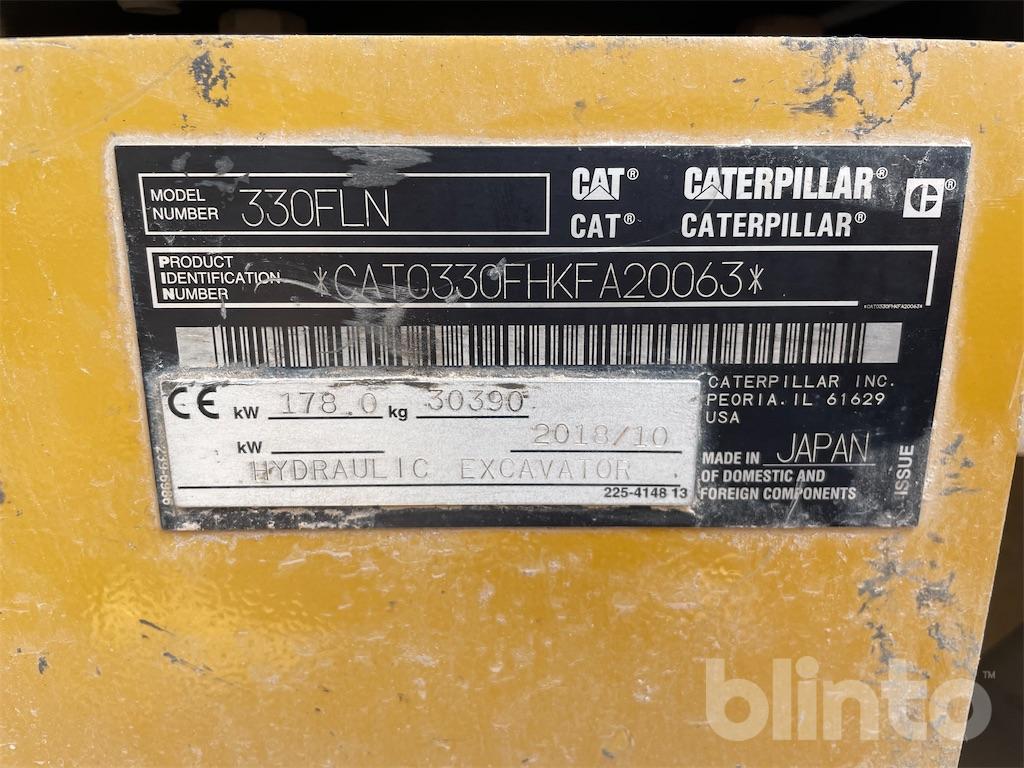 MODEL NUMBER 330FLN
CAT® CATERPILLAR® ®
CAT® CATERPILLAR®
PRODUCT IDENTIFICATION NUMBER *CAT0330FHKFA20063*
*CAT0330FHKFA20063*
CE kW 178.0 kg 30390
kW 2018/10
HYDRAULIC EXCAVATOR
225-4148 13
CATERPILLAR INC.
PEORIA. IL 61629
USA
MADE IN JAPAN
OF DOMESTIC AND
FOREIGN COMPONENTS
ISSUE
blinto™